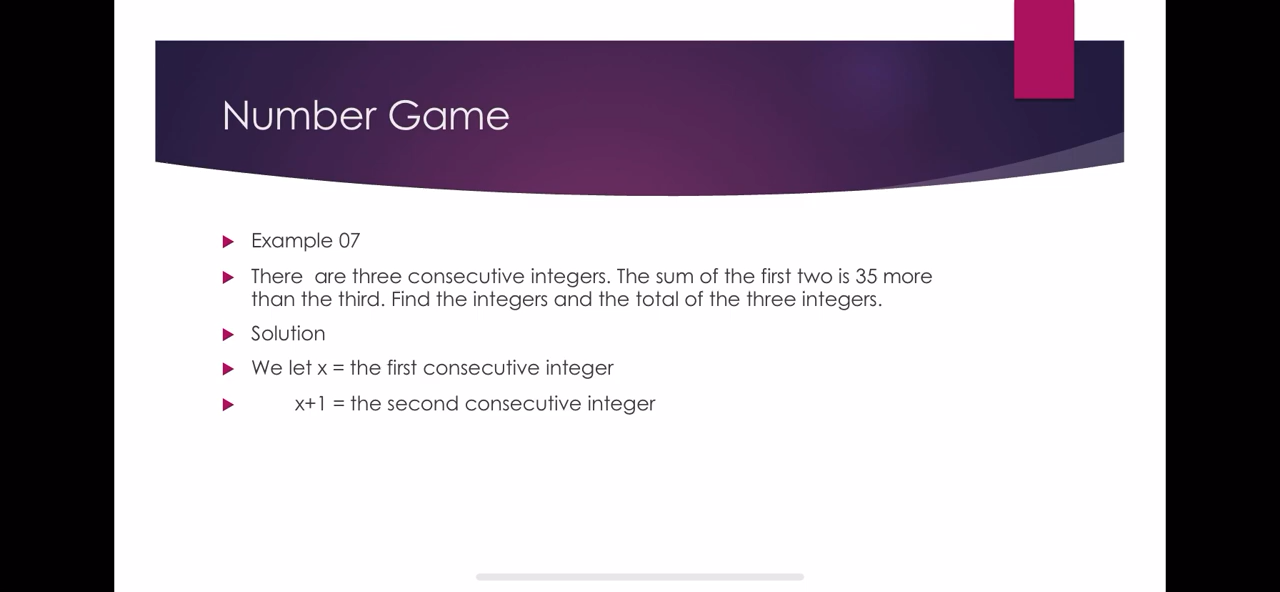 Number Game
Example 07
There  are three consecutive integers. The sum of the first two is 35 more
than the third. Find the integers and the total of the three integers.
Solution
We let x = the first consecutive integer
x+1 = the second consecutive integer